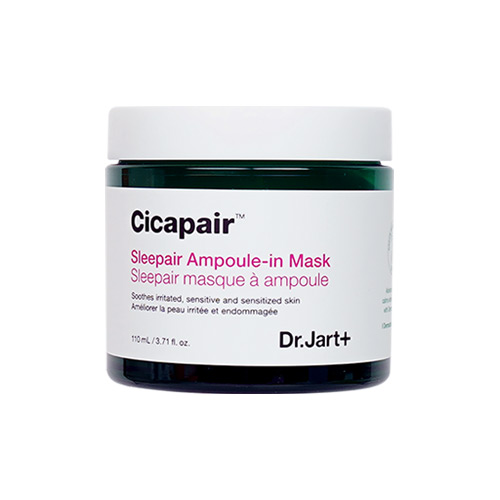 Cicapair™
Sleepair Ampoule-in Mask
Sleepair masque à ampoule
Soothes irritated, sensitive and sensitized skin
Améliorer la peau irritée et endommagée
110 mL / 3.71 fl. oz.
Dr.Jart+